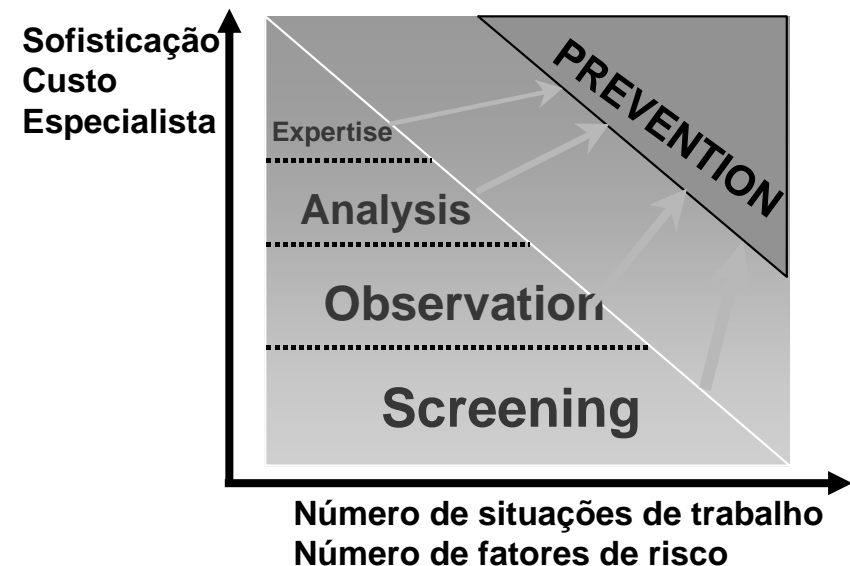 Sofisticação
Custo
Especialista
PREVENTION
Expertise
Analysis
Observation
Screening
Número de situações de trabalho
Número de fatores de risco